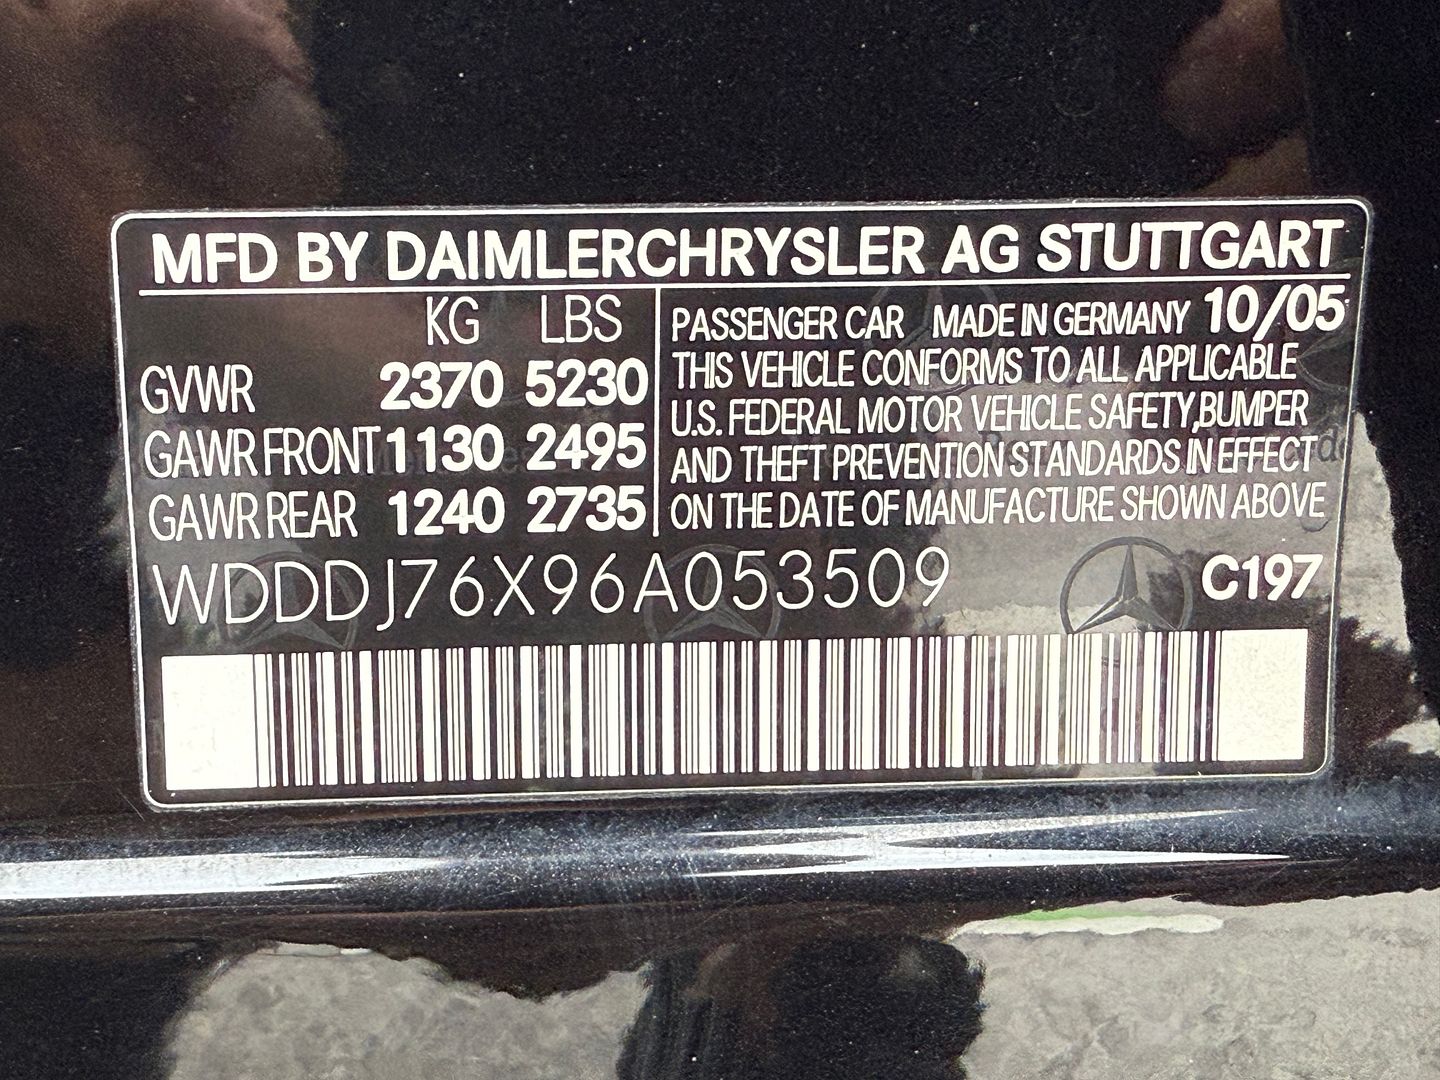 MFD BY DAIMLERCHRYSLER AG STUTTGART
KG LBS
GVWR 2370 5230
GAWR FRONT 1130 2495
GAWR REAR 1240 2735
PASSENGER CAR MADE IN GERMANY 10/05
THIS VEHICLE CONFORMS TO ALL APPLICABLE
U.S. FEDERAL MOTOR VEHICLE SAFETY,BUMPER
AND THEFT PREVENTION STANDARDS IN EFFECT
ON THE DATE OF MANUFACTURE SHOWN ABOVE
WDDDJ76X96A053509
C197